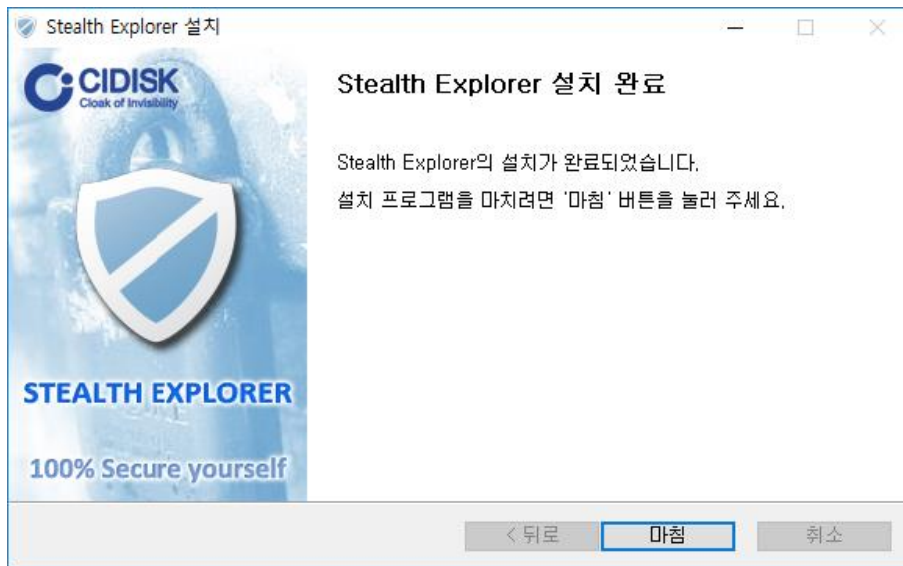 Stealth Explorer 설치
CIDISK
Cloak of Invisibility
Stealth Explorer 설치 완료
Stealth Explorer의 설치가 완료되었습니다.
설치 프로그램을 마치려면 '마침' 버튼을 눌러 주세요.
STEALTH EXPLORER
100% Secure yourself
< 뒤로
마침
취소